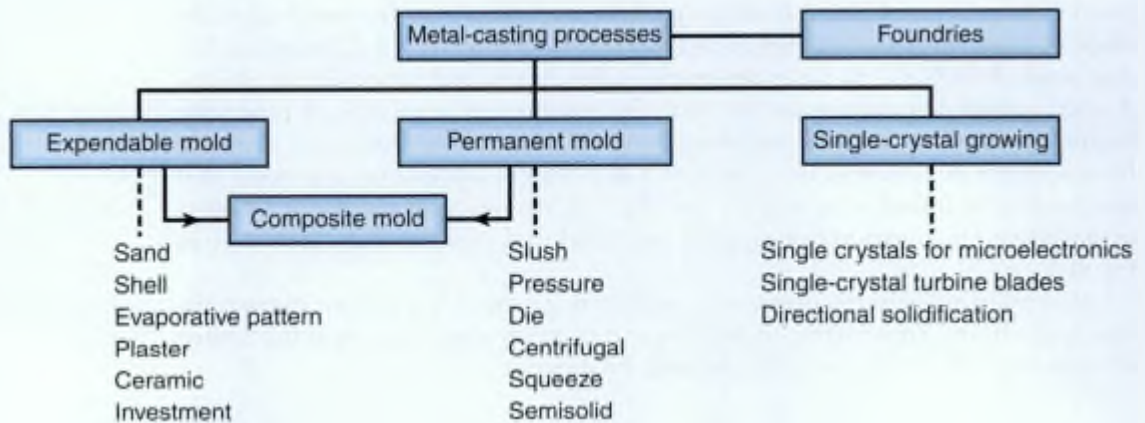 Metal-casting processes
Foundries
Expendable mold
Permanent mold
Single-crystal growing
Composite mold
Sand
Shell
Evaporative pattern
Plaster
Ceramic
Investment
Slush
Pressure
Die
Centrifugal
Squeeze
Semisolid
Single crystals for microelectronics
Single-crystal turbine blades
Directional solidification